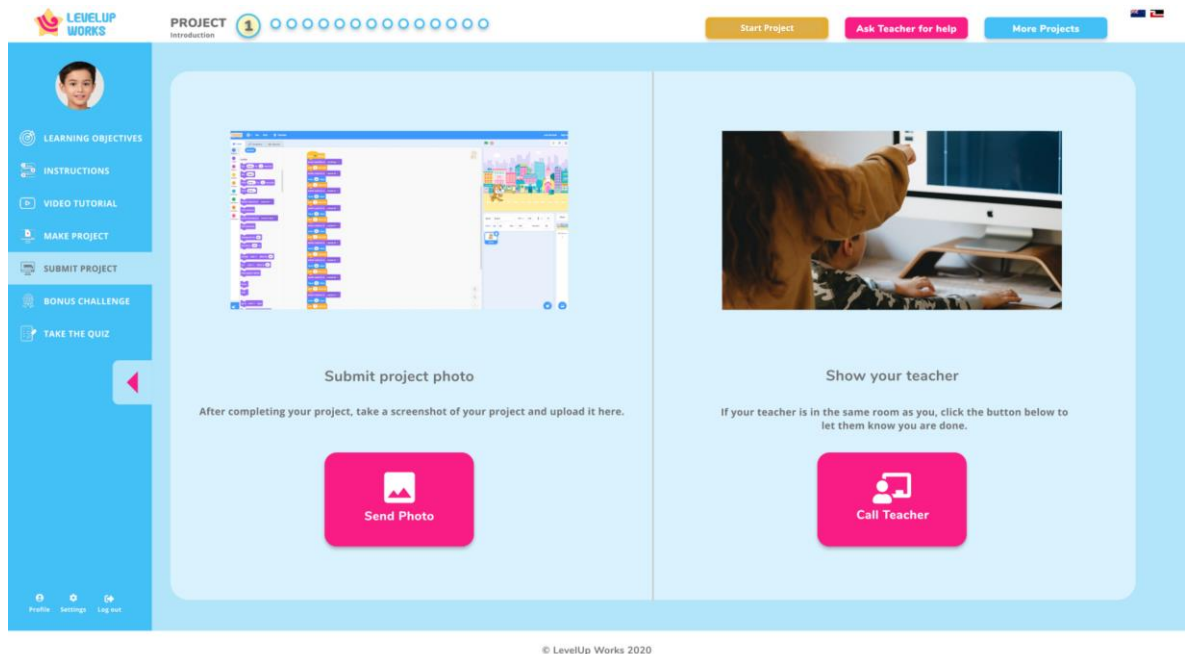 LEVELUP
WORKS
PROJECT
Introduction
1
Start Project
Ask Teacher for help
More Projects
LEARNING OBJECTIVES
INSTRUCTIONS
VIDEO TUTORIAL
MAKE PROJECT
SUBMIT PROJECT
BONUS CHALLENGE
TAKE THE QUIZ
Submit project photo
After completing your project, take a screenshot of your project and upload it here.
Send Photo
Show your teacher
If your teacher is in the same room as you, click the button below to
let them know you are done.
Call Teacher
Profile Settings Log out
© LevelUp Works 2020